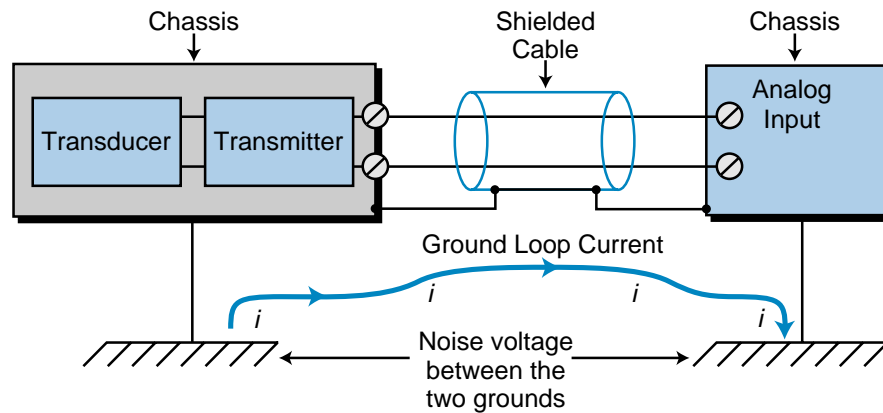 Chassis
Shielded
Cable
Chassis
Transducer
Transmitter
Analog
Input
Ground Loop Current
i
i
i
i
Noise voltage
between the
two grounds